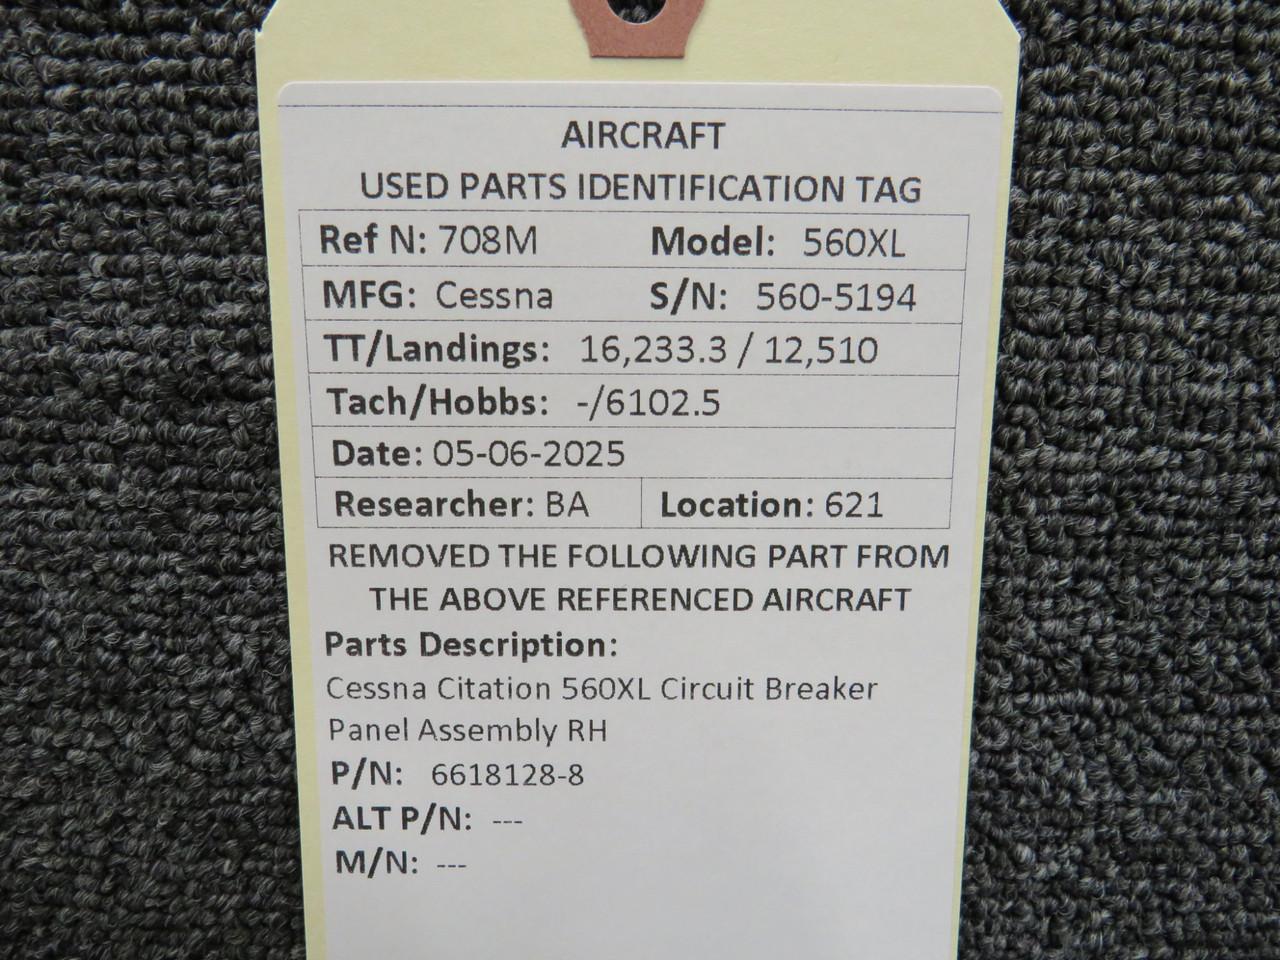 AIRCRAFT
USED PARTS IDENTIFICATION TAG
Ref N: 708M Model: 560XL
MFG: Cessna S/N: 560-5194
TT/Landings: 16,233.3 / 12,510
Tach/Hobbs: -/6102.5
Date: 05-06-2025
Researcher: BA Location: 621
REMOVED THE FOLLOWING PART FROM
THE ABOVE REFERENCED AIRCRAFT
Parts Description:
Cessna Citation 560XL Circuit Breaker
Panel Assembly RH
P/N: 6618128-8
ALT P/N: ---
M/N: ---